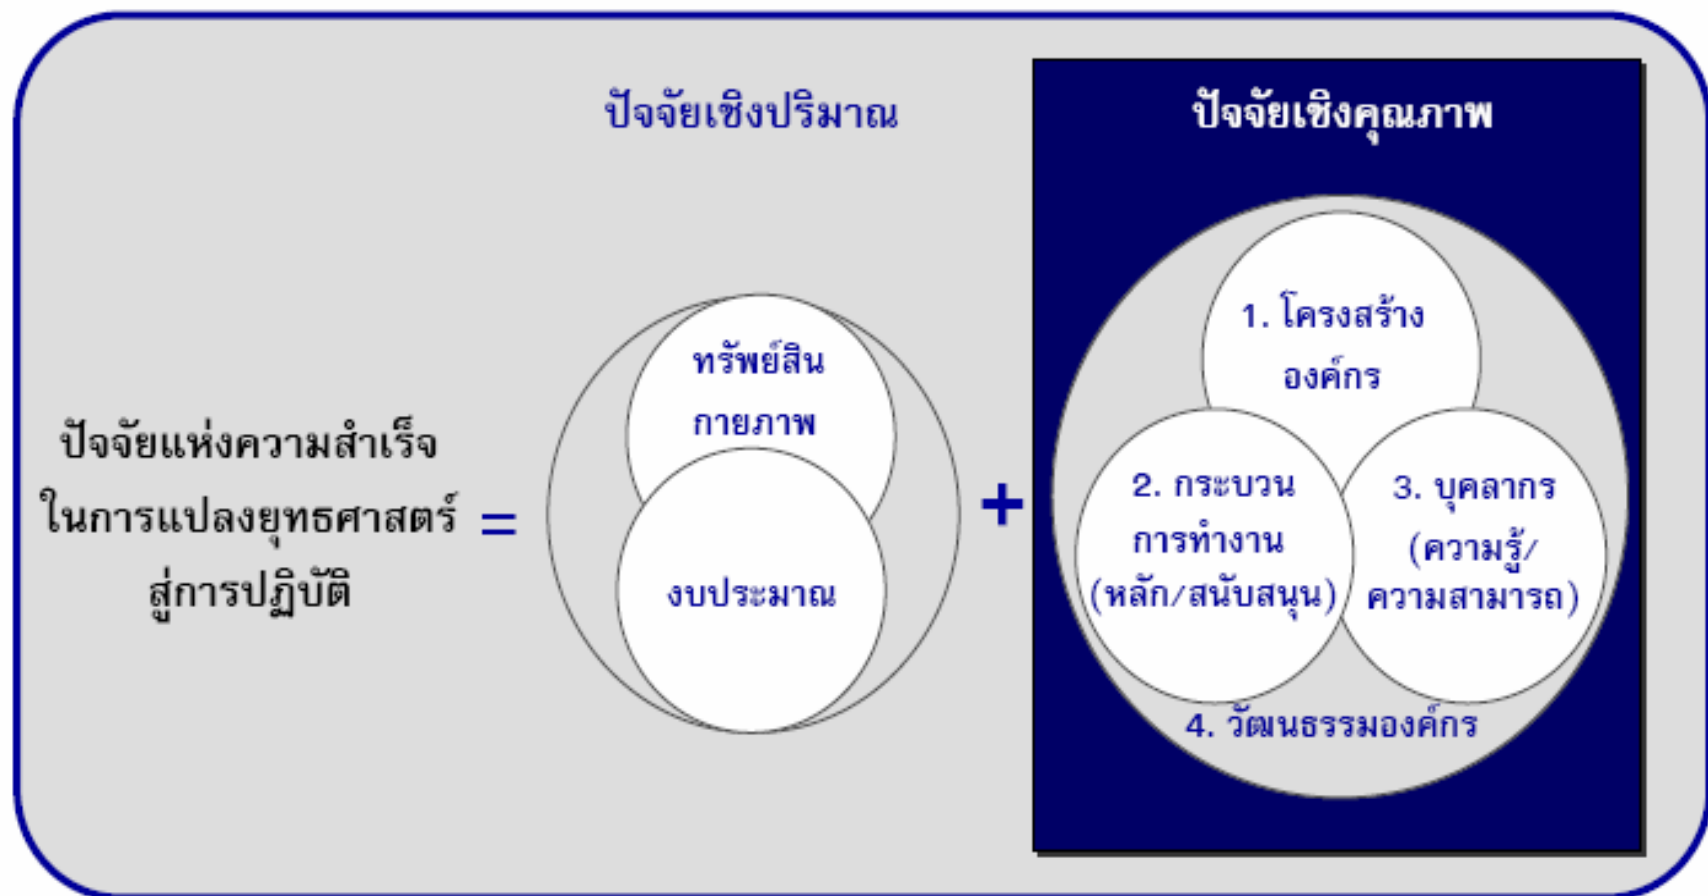 ปัจจัยเชิงปริมาณ
ปัจจัยเชิงคุณภาพ
ปัจจัยแห่งความสำเร็จ
ในการแปลงยุทธศาสตร์
สู่การปฏิบัติ
=
ทรัพย์สิน
กายภาพ
งบประมาณ
+
1. โครงสร้าง
องค์กร
2. กระบวน
การทำงาน
(หลัก/สนับสนุน)
3. บุคลากร
(ความรู้/
ความสามารถ)
4. วัฒนธรรมองค์กร